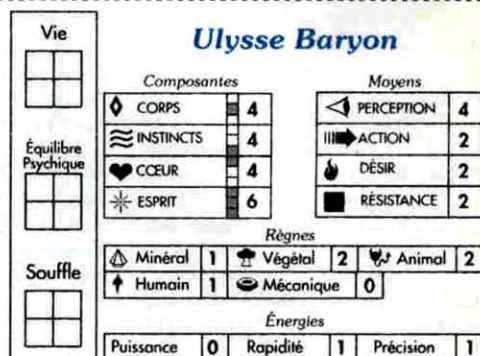 Vie
Ulysse Baryon
Composantes
Moyens
CORPS 4
PERCEPTION 4
INSTINCTS 4
ACTION 2
Équilibre
Psychique
CŒUR 4
DÉSIR 2
ESPRIT 6
RÉSISTANCE 2
Règnes
Minéral 1 Végétal 2 Animal 2
Souffle
Humain 1 Mécanique 0
Énergies
Puissance 0 Rapidité 1 Précision 1